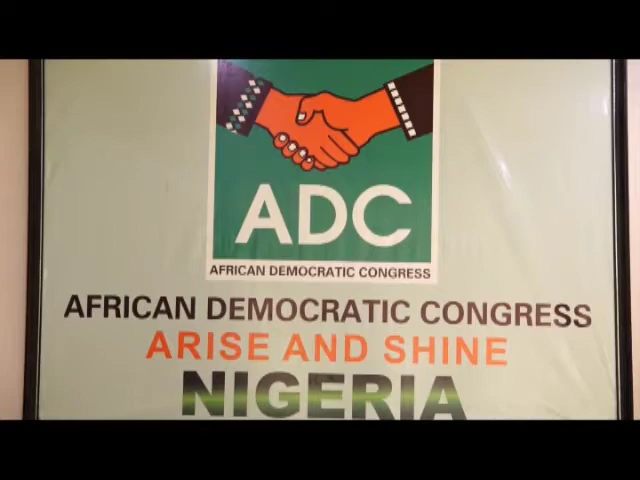 ADC
AFRICAN DEMOCRATIC CONGRESS
AFRICAN DEMOCRATIC CONGRESS
ARISE AND SHINE
NIGERIA